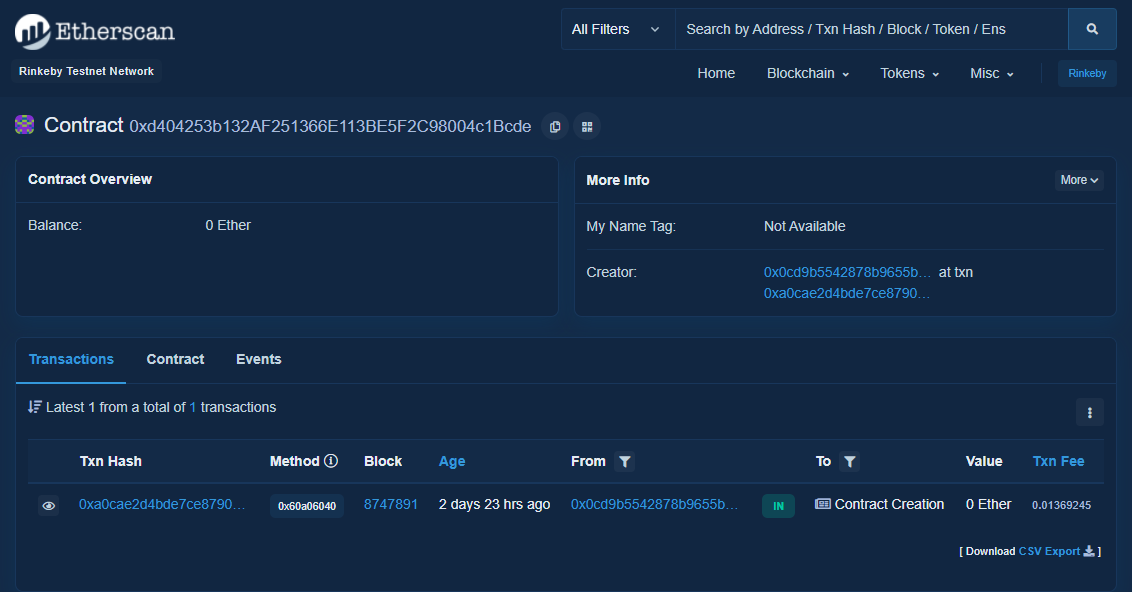 Etherscan
All Filters
Search by Address / Txn Hash / Block / Token / Ens
Rinkeby Testnet Network
Home Blockchain Tokens Misc Rinkeby
Contract 0xd404253b132AF251366E113BE5F2C98004c1Bcde
Contract Overview
Balance: 0 Ether
More Info More
My Name Tag: Not Available
Creator: 0x0cd9b5542878b9655b... at txn
0xa0cae2d4bde7ce8790...
Transactions Contract Events
Latest 1 from a total of 1 transactions
Txn Hash Method Block Age From To Value Txn Fee
0xa0cae2d4bde7ce8790... 0x60a06040 8747891 2 days 23 hrs ago 0x0cd9b5542878b9655b... IN Contract Creation 0 Ether 0.01369245
[ Download CSV Export ]